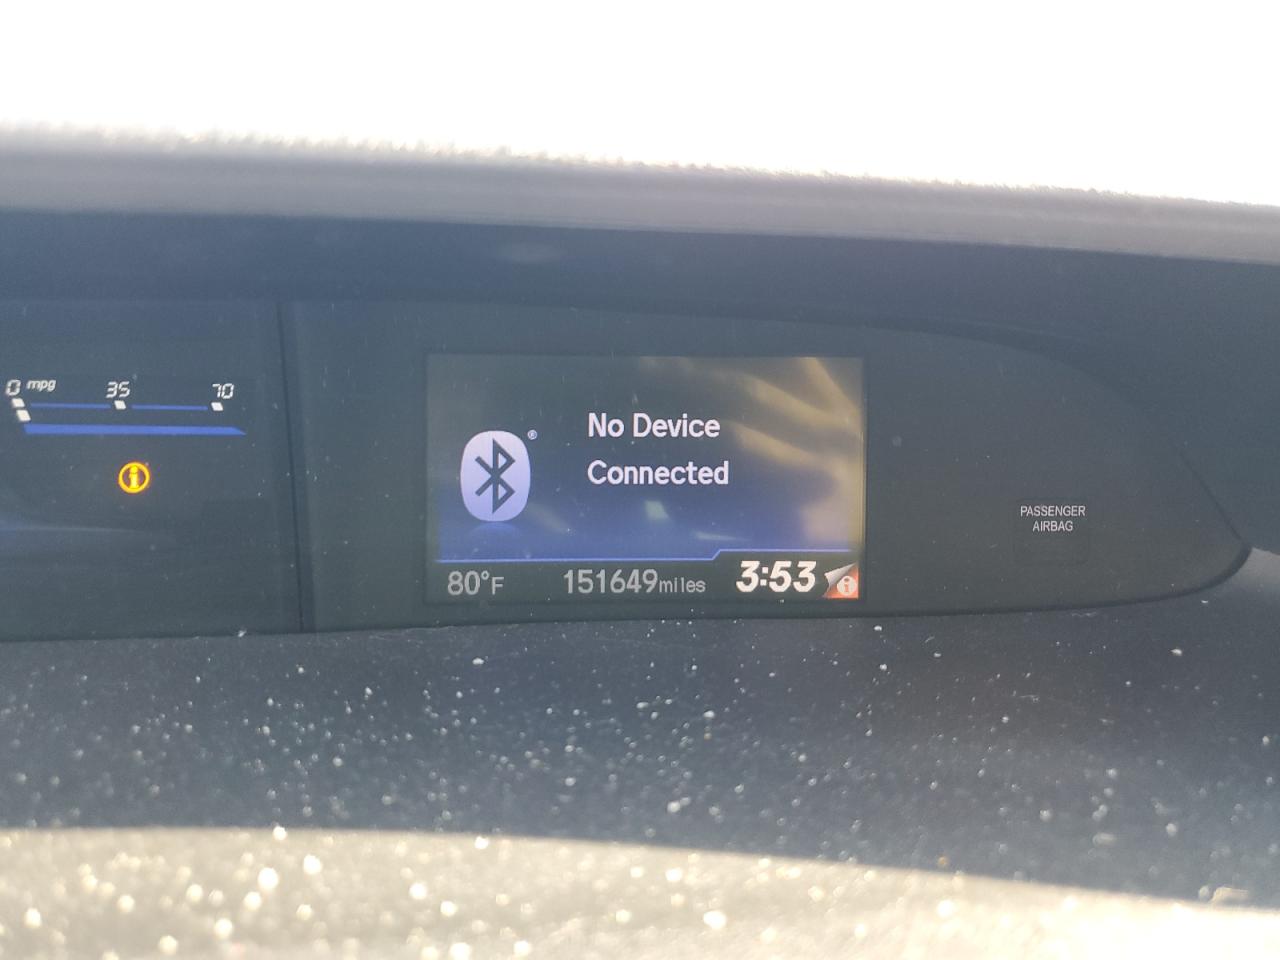 0 mpg 35 70
No Device
Connected
80°F 151649miles 3:53
PASSENGER
AIRBAG